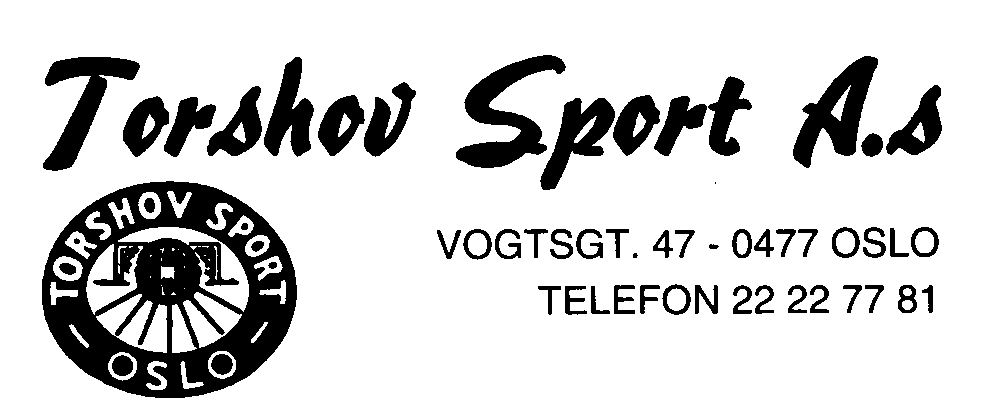 Torshov Sport A.s
TORSHOV SPORT
- OSLO -
VOGTSGT. 47 - 0477 OSLO
TELEFON 22 22 77 81